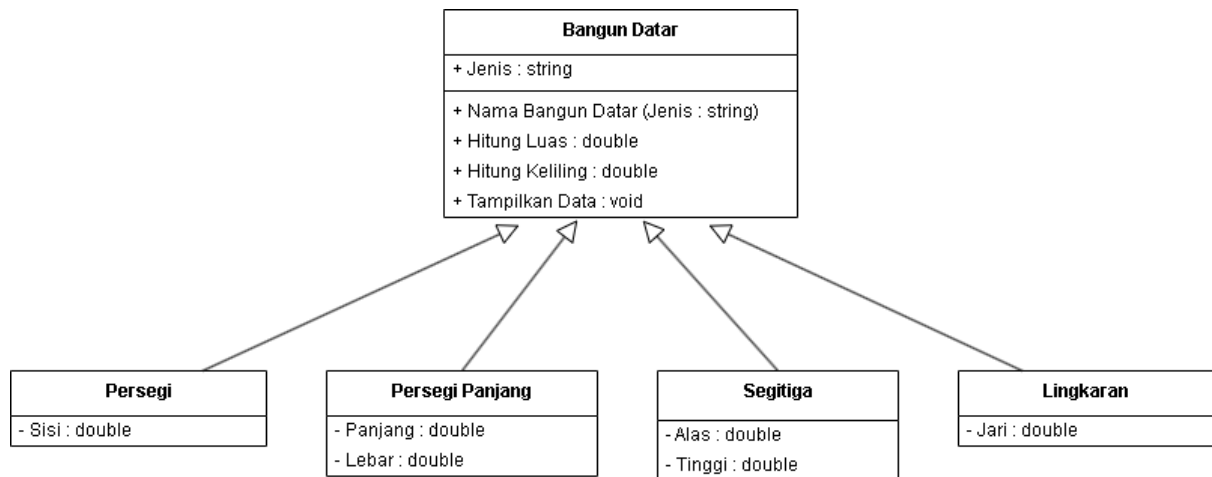 Bangun Datar
+ Jenis : string
+ Nama Bangun Datar (Jenis : string)
+ Hitung Luas : double
+ Hitung Keliling : double
+ Tampilkan Data : void
Persegi
- Sisi : double
Persegi Panjang
- Panjang : double
- Lebar : double
Segitiga
- Alas : double
- Tinggi : double
Lingkaran
- Jari : double